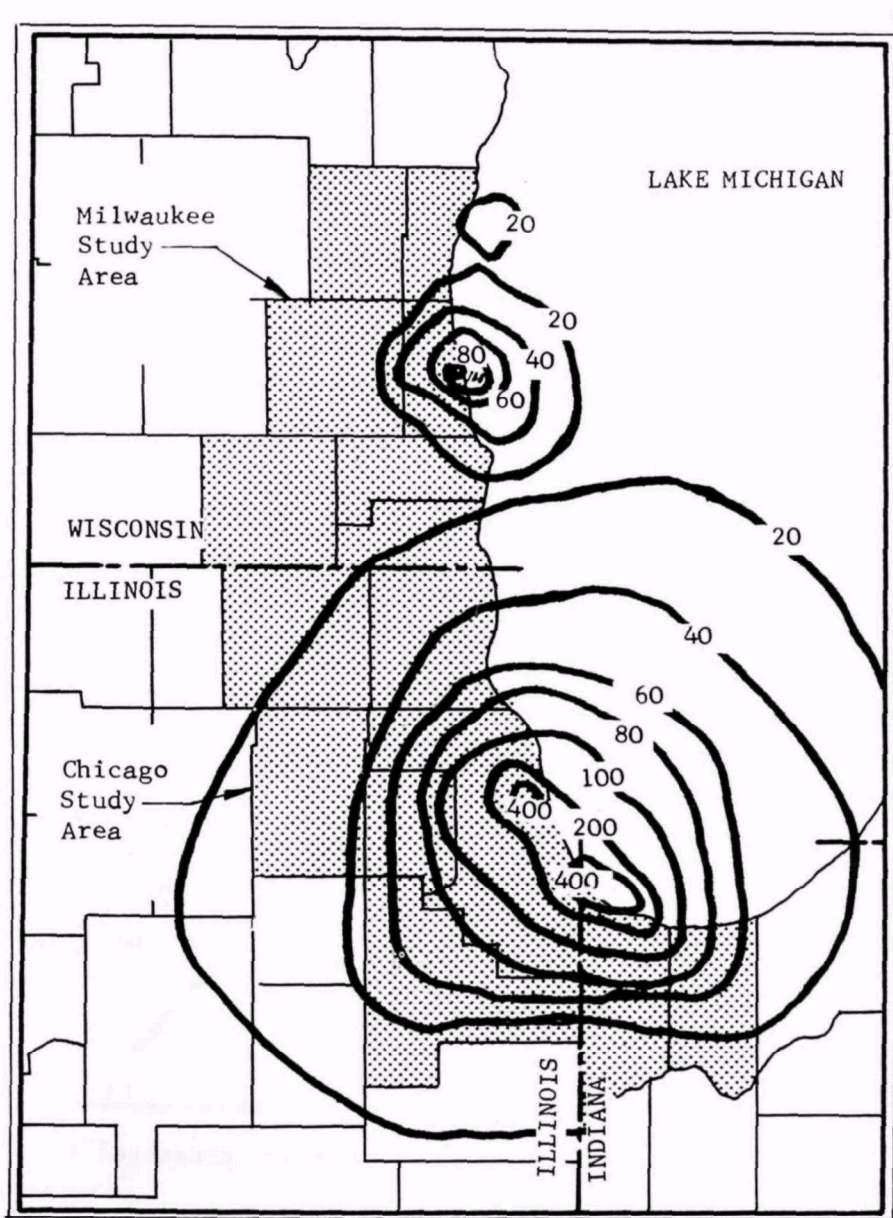 LAKE MICHIGAN
Milwaukee
Study
Area
20
20
40
80
60
WISCONSIN
ILLINOIS
20
40
60
80
100
200
400
400
Chicago
Study
Area
ILLINOIS
INDIANA